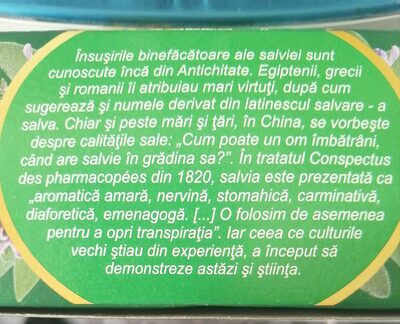 Însuşirile binefăcătoare ale salviei sunt
cunoscute încă din Antichitate. Egiptenii, grecii
şi romanii îi atribuiau mari virtuţi, după cum
sugerează şi numele derivat din latinescul salvare - a
salva. Chiar şi peste mări şi ţări, în China, se vorbeşte
despre calităţile sale: „Cum poate un om îmbătrâni,
când are salvie în grădina sa?”. În tratatul Conspectus
des pharmacopées din 1820, salvia este prezentată ca
„aromatică amară, nervină, stomahică, carminativă,
diaforetică, emenagogă. [...] O folosim de asemenea
pentru a opri transpiraţia”. Iar ceea ce culturile
vechi ştiau din experienţă, a început să
demonstreze astăzi şi ştiinţa.